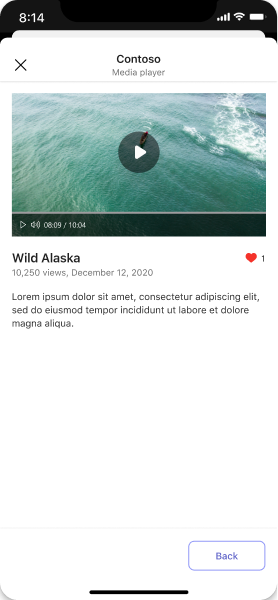 8:14
Contoso
Media player
08:09 / 10:04
Wild Alaska
1
10,250 views, December 12, 2020
Lorem ipsum dolor sit amet, consectetur adipiscing elit,
sed do eiusmod tempor incididunt ut labore et dolore
magna aliqua.
Back